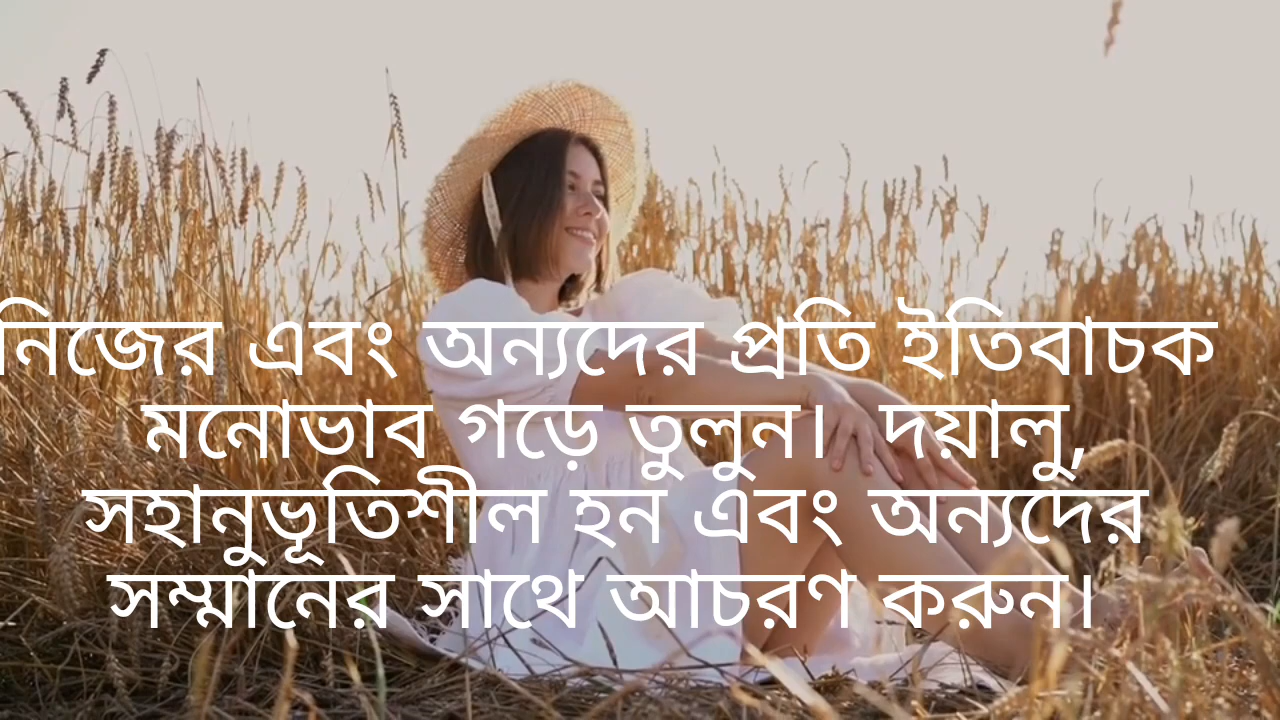 নিজের এবং অন্যদের প্রতি ইতিবাচক
মনোভাব গড়ে তুলুন। দয়ালু,
সহানুভূতিশীল হন এবং অন্যদের
সম্মানের সাথে আচরণ করুন।